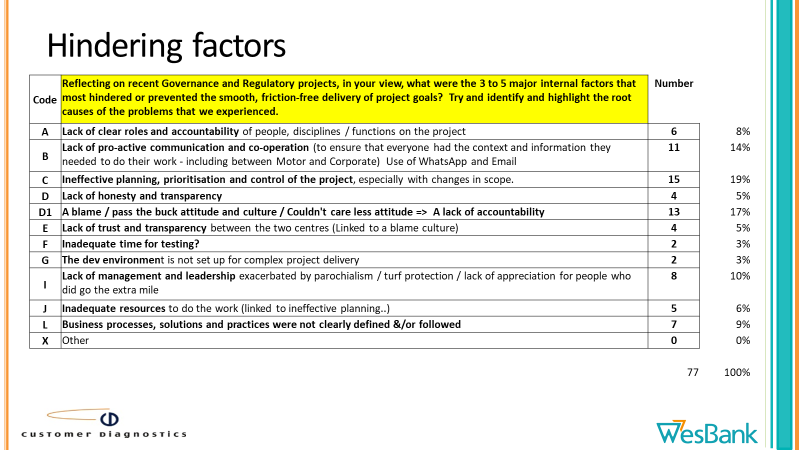 Hindering factors
Code
Reflecting on recent Governance and Regulatory projects, in your view, what were the 3 to 5 major internal factors that
most hindered or prevented the smooth, friction-free delivery of project goals? Try and identify and highlight the root
causes of the problems that we experienced.
Number
A Lack of clear roles and accountability of people, disciplines / functions on the project 6 8%
B Lack of pro-active communication and co-operation (to ensure that everyone had the context and information they 11 14%
needed to do their work - including between Motor and Corporate) Use of WhatsApp and Email
C Ineffective planning, prioritisation and control of the project, especially with changes in scope. 15 19%
D Lack of honesty and transparency 4 5%
D1 A blame / pass the buck attitude and culture / Couldn't care less attitude => A lack of accountability 13 17%
E Lack of trust and transparency between the two centres (Linked to a blame culture) 4 5%
F Inadequate time for testing? 2 3%
G The dev environment is not set up for complex project delivery 2 3%
I Lack of management and leadership exacerbated by parochialism / turf protection / lack of appreciation for people who 8 10%
did go the extra mile
J Inadequate resources to do the work (linked to ineffective planning..) 5 6%
L Business processes, solutions and practices were not clearly defined &/or followed 7 9%
X Other 0 0%
77 100%
CUSTOMER DIAGNOSTICS
WesBank